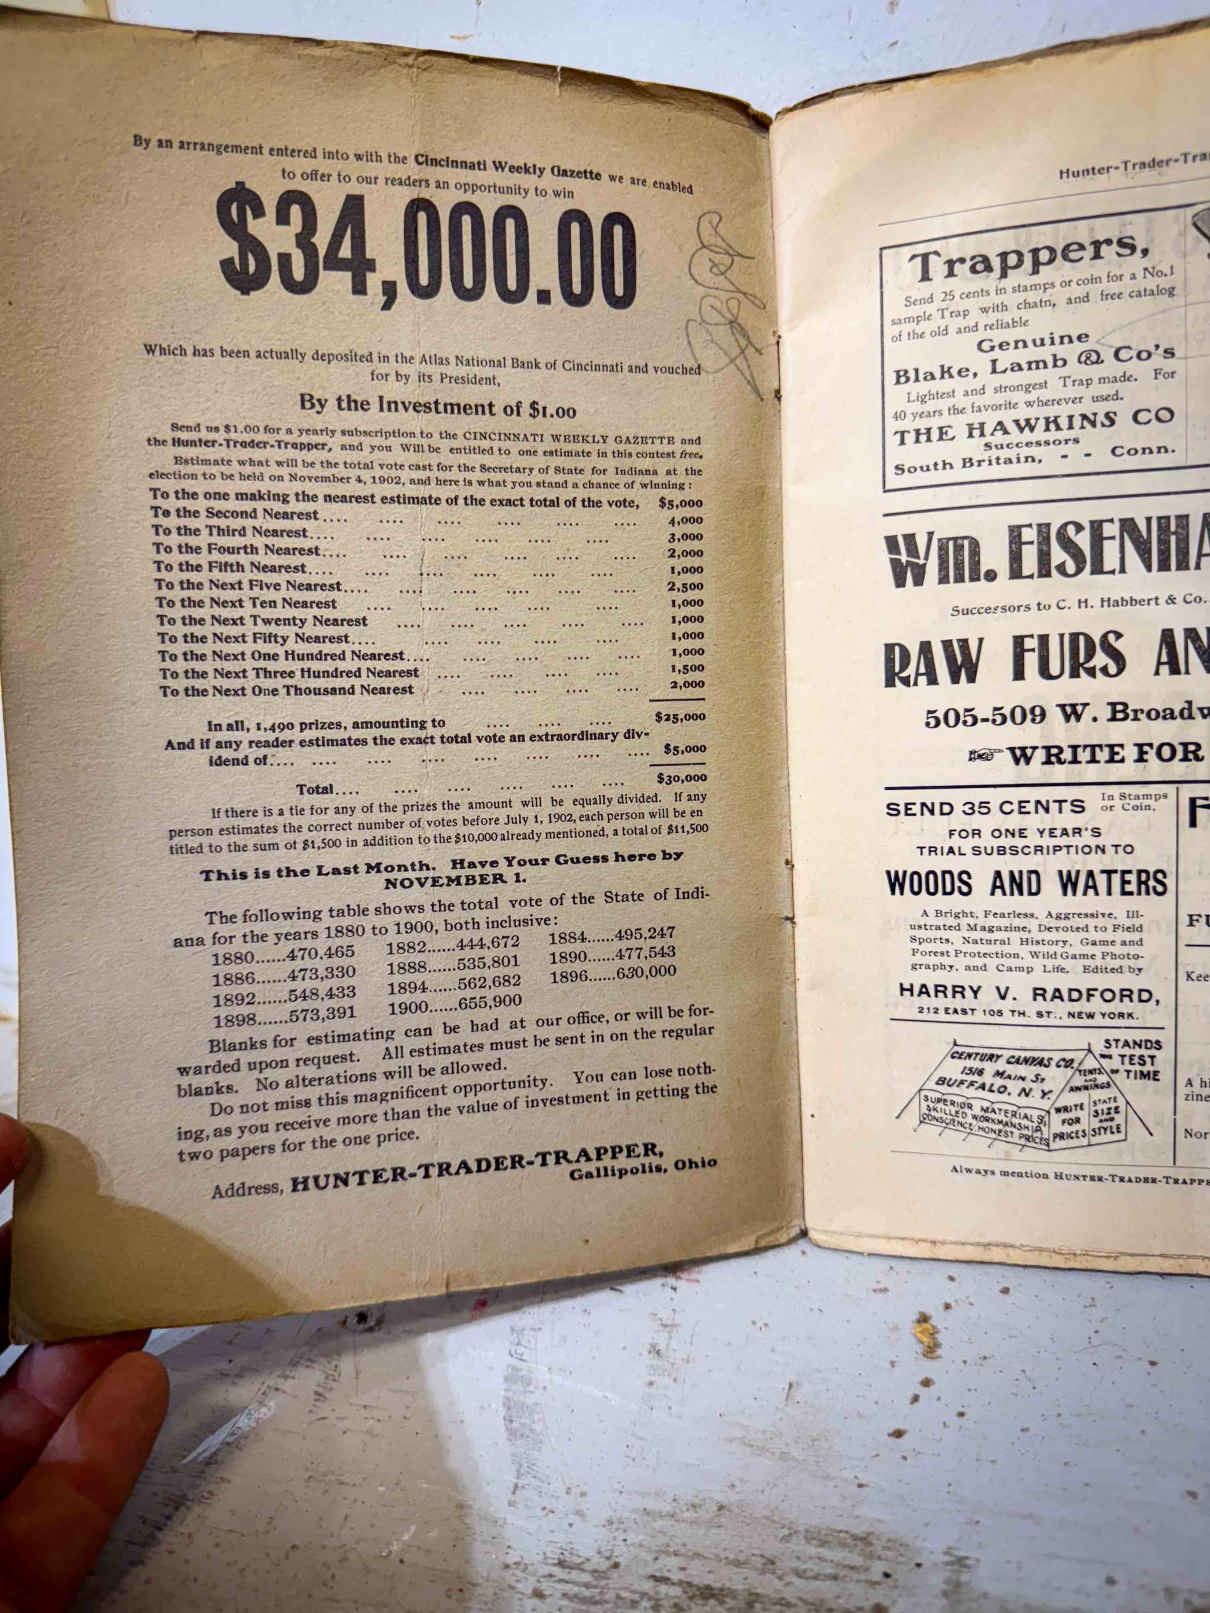 By an arrangement entered into with the Cincinnati Weekly Gazette we are enabled
to offer to our readers an opportunity to win
$34,000.00
Which has been actually deposited in the Atlas National Bank of Cincinnati and vouched
for by its President,
By the Investment of $1.00
Send us $1.00 for a yearly subscription to the CINCINNATI WEEKLY GAZETTE and
the Hunter-Trader-Trapper, and you Will be entitled to one estimate in this contest free.
Estimate what will be the total vote cast for the Secretary of State for Indiana at the
election to be held on November 4, 1902, and here is what you stand a chance of winning:
To the one making the nearest estimate of the exact total of the vote, $5,000
To the Second Nearest .... .... .... .... .... .... 4,000
To the Third Nearest.... .... .... .... .... .... 3,000
To the Fourth Nearest.... .... .... .... .... .... 2,000
To the Fifth Nearest.... .... .... .... .... .... 1,000
To the Next Five Nearest.... .... .... .... .... .... 2,500
To the Next Ten Nearest .... .... .... .... .... 1,000
To the Next Twenty Nearest .... .... .... .... .... 1,000
To the Next Fifty Nearest.... .... .... .... .... 1,000
To the Next One Hundred Nearest.... .... .... .... .... 1,000
To the Next Three Hundred Nearest .... .... .... .... 1,500
To the Next One Thousand Nearest .... .... .... .... 2,000
In all, 1,490 prizes, amounting to .... .... .... $25,000
And if any reader estimates the exact total vote an extraordinary div-
idend of.... .... .... .... .... .... .... $5,000
Total.... .... .... .... .... .... $30,000
If there is a tie for any of the prizes the amount will be equally divided. If any
person estimates the correct number of votes before July 1, 1902, each person will be en
titled to the sum of $1,500 in addition to the $10,000 already mentioned, a total of $11,500
This is the Last Month. Have Your Guess here by
NOVEMBER 1.
The following table shows the total vote of the State of Indi-
ana for the years 1880 to 1900, both inclusive:
1880......470,465 1882......444,672 1884......495,247
1886......473,330 1888......535,801 1890......477,543
1892......548,433 1894......562,682 1896......630,000
1898......573,391 1900......655,900
Blanks for estimating can be had at our office, or will be for-
warded upon request. All estimates must be sent in on the regular
blanks. No alterations will be allowed.
Do not miss this magnificent opportunity. You can lose noth-
ing, as you receive more than the value of investment in getting the
two papers for the one price.
Address, HUNTER-TRADER-TRAPPER,
Gallipolis, Ohio
Hunter-Trader-Tra
Trappers,
Send 25 cents in stamps or coin for a No. 1
sample Trap with chatn, and free catalog
of the old and reliable
Genuine
Blake, Lamb & Co's
Lightest and strongest Trap made. For
40 years the favorite wherever used.
THE HAWKINS CO
Successors
South Britain, - - Conn.
Wm. EISENHA
Successors to C. H. Habbert & Co.
RAW FURS AN
505-509 W. Broadw
WRITE FOR
SEND 35 CENTS In Stamps
or Coin,
FOR ONE YEAR'S
TRIAL SUBSCRIPTION TO
WOODS AND WATERS
A Bright, Fearless, Aggressive, Ill-
ustrated Magazine, Devoted to Field
Sports, Natural History, Game and
Forest Protection, Wild Game Photo-
graphy, and Camp Life. Edited by
HARRY V. RADFORD,
212 EAST 105 TH. ST., NEW YORK.
CENTURY CANVAS CO.
1516 MAIN ST
BUFFALO, N.Y.
TENTS
AND
AWNINGS
STANDS
THE TEST
OF TIME
SUPERIOR MATERIALS,
SKILLED WORKMANSHIP,
CONSCIENCE; HONEST PRICES
WRITE
FOR
PRICES
STATE
SIZE
AND
STYLE
F
FU
Kee
A hi
zine
Nor
Always mention HUNTER-TRADER-TRAPPE